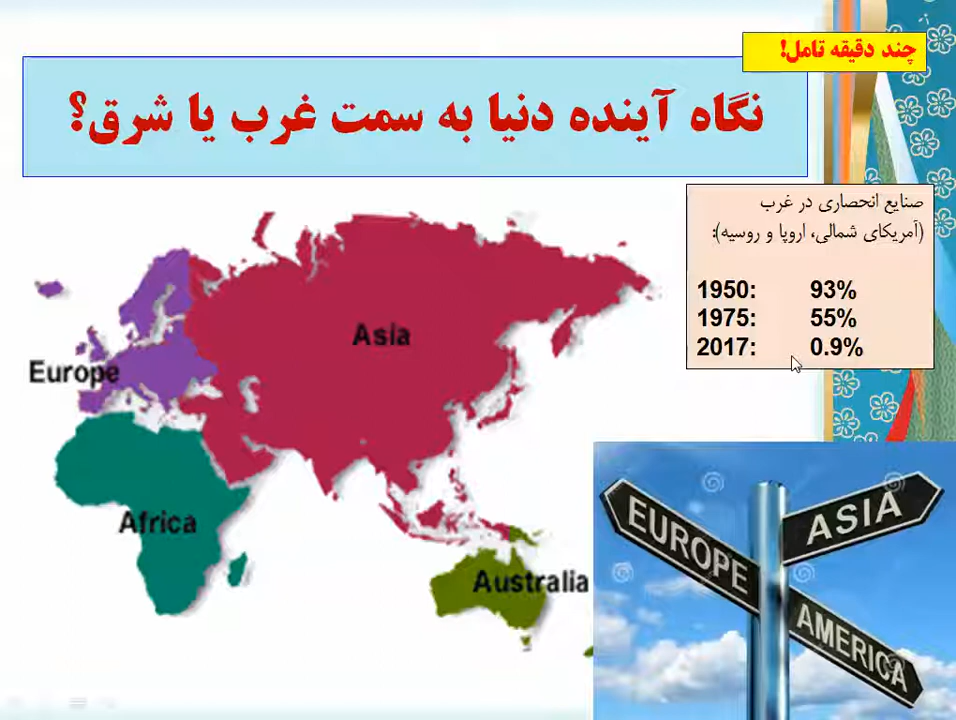 چند دقیقه تامل!
نگاه آینده دنیا به سمت غرب یا شرق؟
صنایع انحصاری در غرب
(آمریکای شمالی، اروپا و روسیه):
1950: 93%
1975: 55%
2017: 0.9%
Asia
Europe
Africa
Australia
EUROPE
ASIA
AMERICA